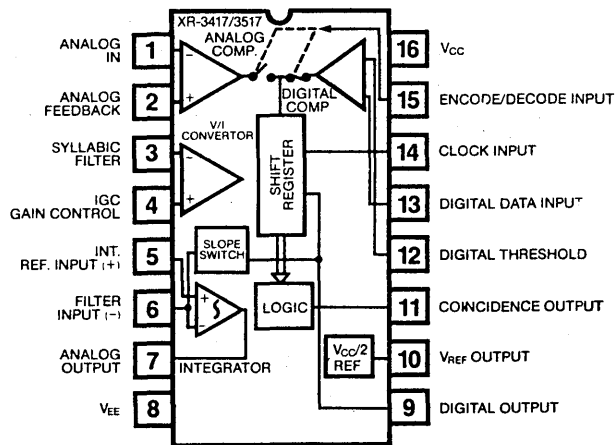 XR-3417/3517
ANALOG
IN
1
ANALOG
FEEDBACK
2
SYLLABIC
FILTER
3
IGC
GAIN CONTROL
4
INT.
REF. INPUT (+)
5
FILTER
INPUT (−)
6
ANALOG
OUTPUT
7
VEE
8
ANALOG
COMP.
−
+
DIGITAL
COMP
V/I
CONVERTOR
−
+
SHIFT
REGISTER
SLOPE
SWITCH
+
−
∫
INTEGRATOR
LOGIC
VCC/2
REF
16
VCC
15
ENCODE/DECODE INPUT
14
CLOCK INPUT
13
DIGITAL DATA INPUT
12
DIGITAL THRESHOLD
11
COINCIDENCE OUTPUT
10
VREF OUTPUT
9
DIGITAL OUTPUT